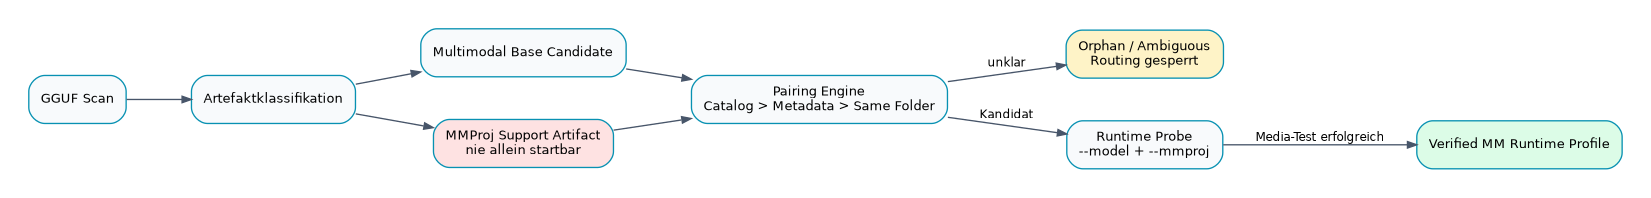 GGUF Scan
Artefaktklassifikation
Multimodal Base Candidate
MMProj Support Artifact
nie allein startbar
Pairing Engine
Catalog > Metadata > Same Folder
unklar
Kandidat
Orphan / Ambiguous
Routing gesperrt
Runtime Probe
--model + --mmproj
Media-Test erfolgreich
Verified MM Runtime Profile